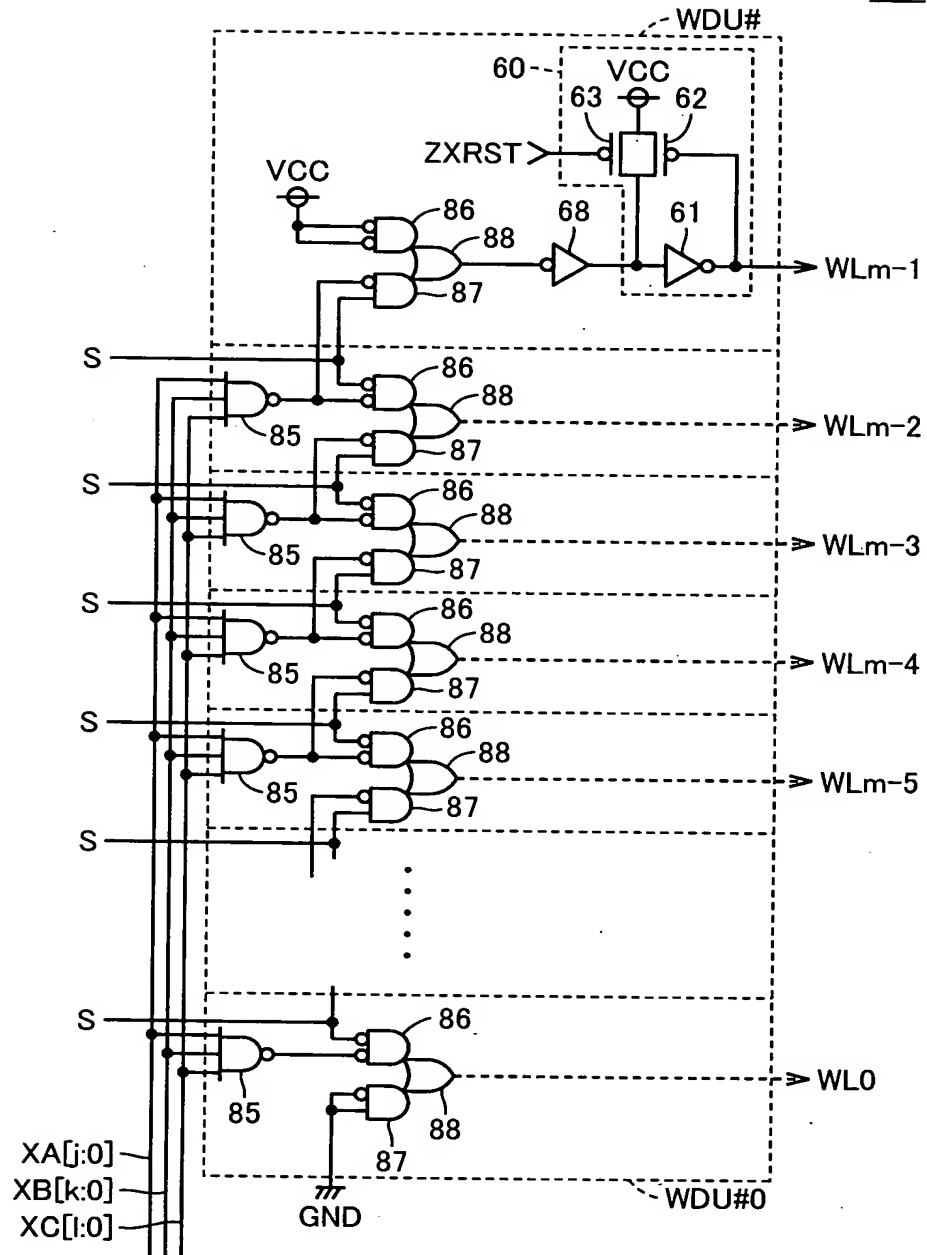 WDU#
60
VCC
63
62
ZXRST
VCC
86
68
61
88
WLm-1
87
S
86
88
85
WLm-2
87
S
86
88
85
WLm-3
87
S
86
88
85
WLm-4
87
S
86
88
85
WLm-5
87
S
S
86
WL0
85
88
87
XA[j:0]
XB[k:0]
XC[l:0]
GND
WDU#0